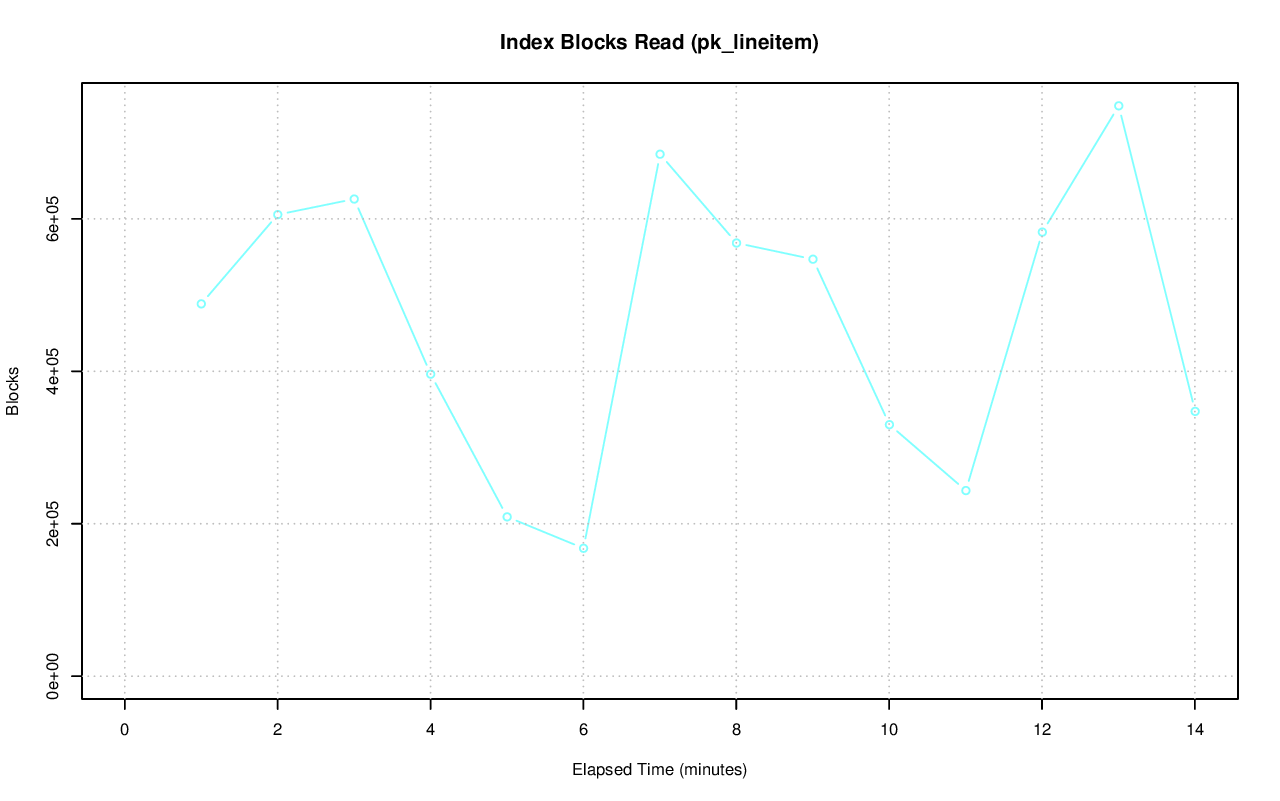 Index Blocks Read (pk_lineitem)
6e+05
4e+05
2e+05
0e+00
Blocks
0 2 4 6 8 10 12 14
Elapsed Time (minutes)